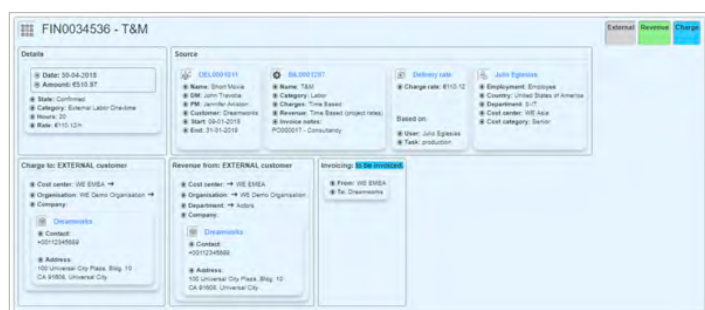 FIN0034536 - T&M
External Revenue Charge
Details
Date: 30-04-2018
Amount: €510.97
State: Confirmed
Category: External Labor One-time
Hours: 20
Rate: €110.12/h
Source
DEL0001011
Name: Short Movie
DM: John Travolta
PM: Jennifer Aniston
Customer: Dreamworks
Start: 09-01-2018
End: 31-01-2018
BIL0001297
Name: T&M
Category: Labor
Charges: Time Based
Revenue: Time Based (project rates)
Invoice notes:
PO00001T - Consultancy
Delivery rate
Charge rate: €110.12
Based on:
User: Julio Eglesias
Task: production
Julio Eglesias
Employment: Employee
Country: United States of America
Department: S-IT
Cost center: WE Asia
Cost category: Senior
Charge to: EXTERNAL customer
Cost center: WE EMEA →
Organisation: WE Demo Organisation →
Company:
Dreamworks
Contact:
+00112345689
Address:
100 Universal City Plaza, Bldg. 10
CA 91608, Universal City
Revenue from: EXTERNAL customer
Cost center: → WE EMEA
Organisation: → WE Demo Organisation
Department: → Actors
Company:
Dreamworks
Contact:
+00112345689
Address:
100 Universal City Plaza, Bldg. 10
CA 91608, Universal City
Invoicing: to be invoiced
From: WE EMEA
To: Dreamworks